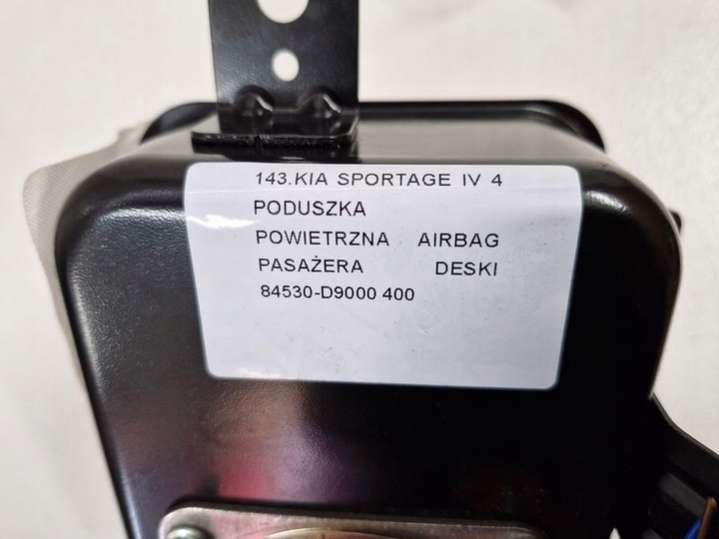 143.KIA SPORTAGE IV 4
PODUSZKA
POWIETRZNA AIRBAG
PASAŻERA DESKI
84530-D9000 400